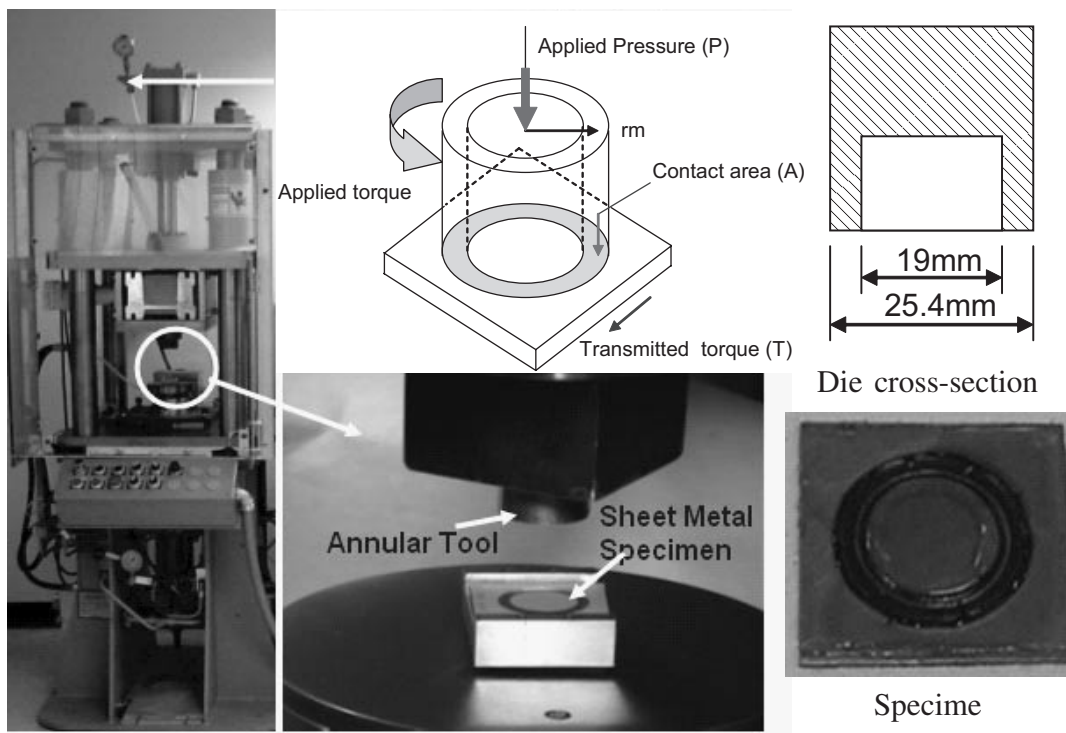 Applied Pressure (P)
rm
Applied torque
Contact area (A)
Transmitted torque (T)
19mm
25.4mm
Die cross-section
Annular Tool
Sheet Metal
Specimen
Specime